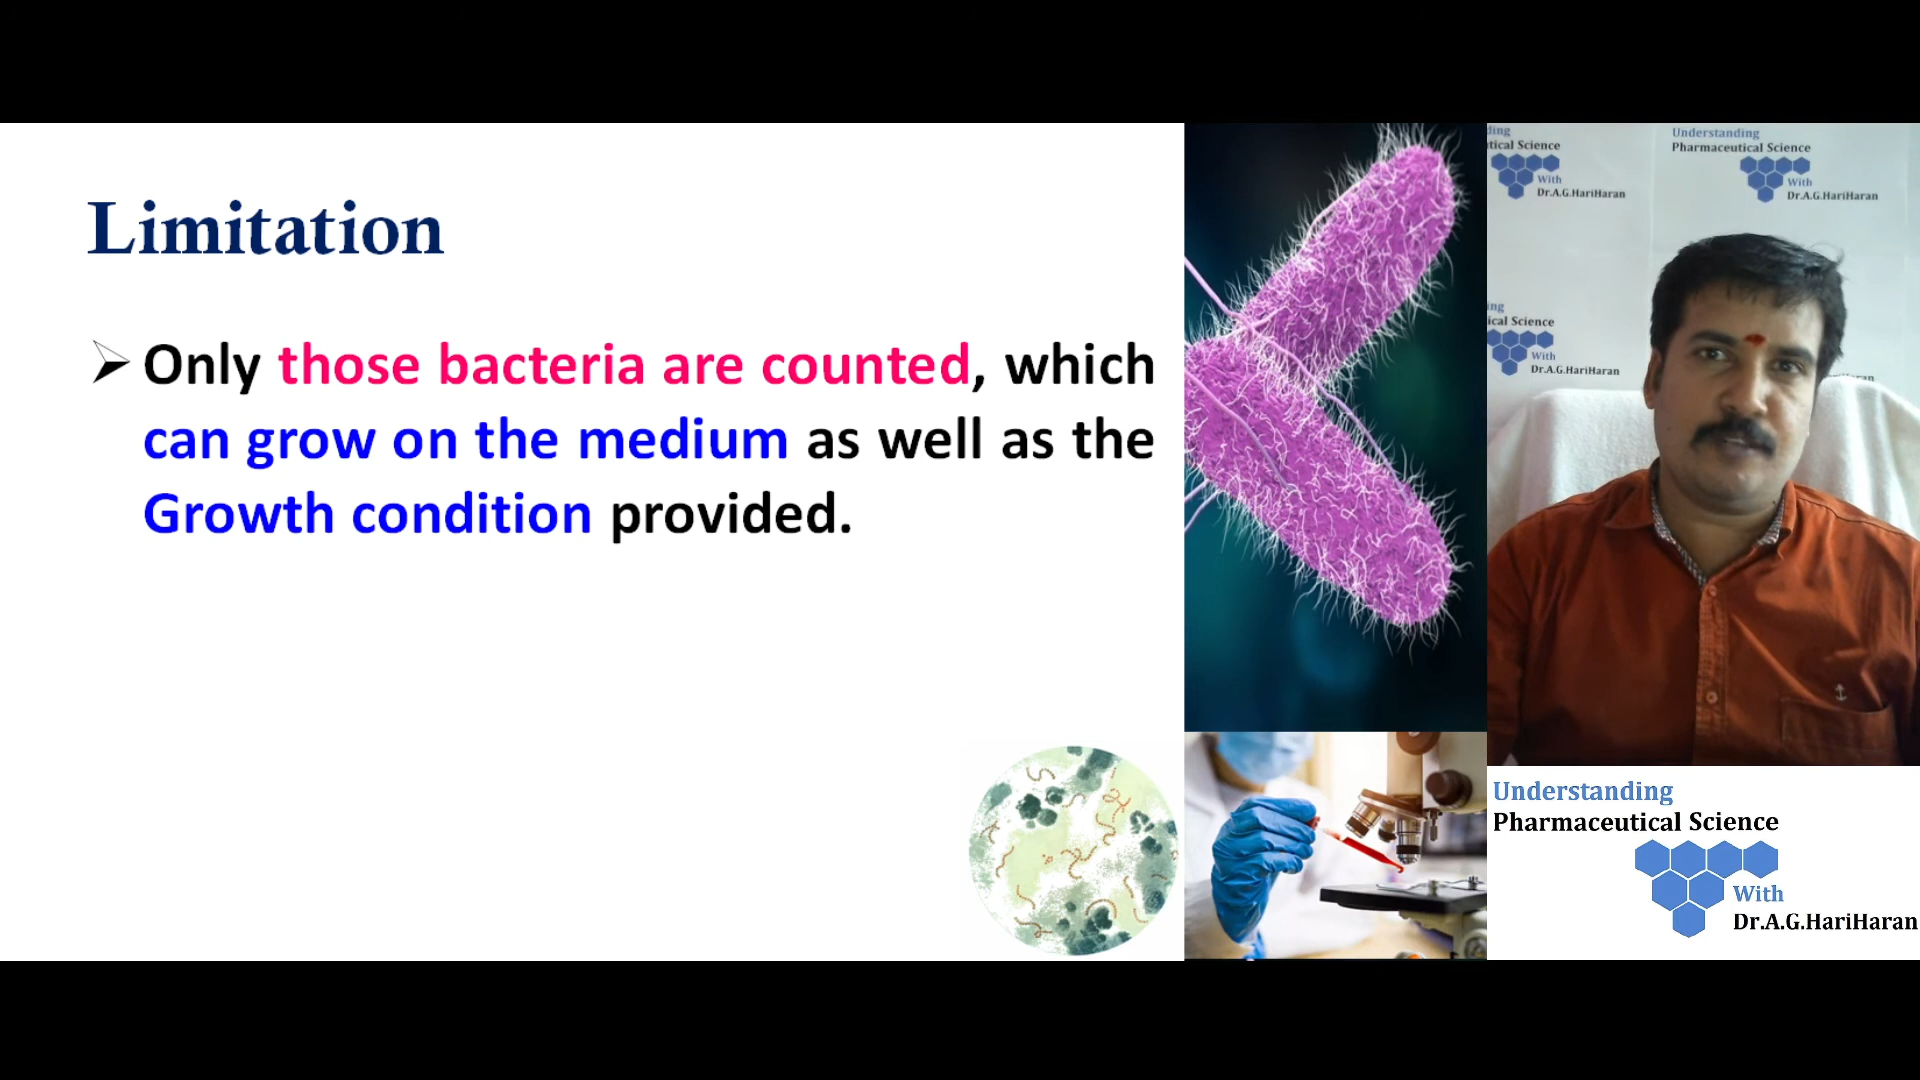 Limitation
Only those bacteria are counted, which
can grow on the medium as well as the
Growth condition provided.
Understanding
Pharmaceutical Science
With
Dr.A.G.HariHaran
tical Science
With
Dr.A.G.HariHaran
ical Science
With
Dr.A.G.HariHaran
Understanding
Pharmaceutical Science
With
Dr.A.G.HariHaran